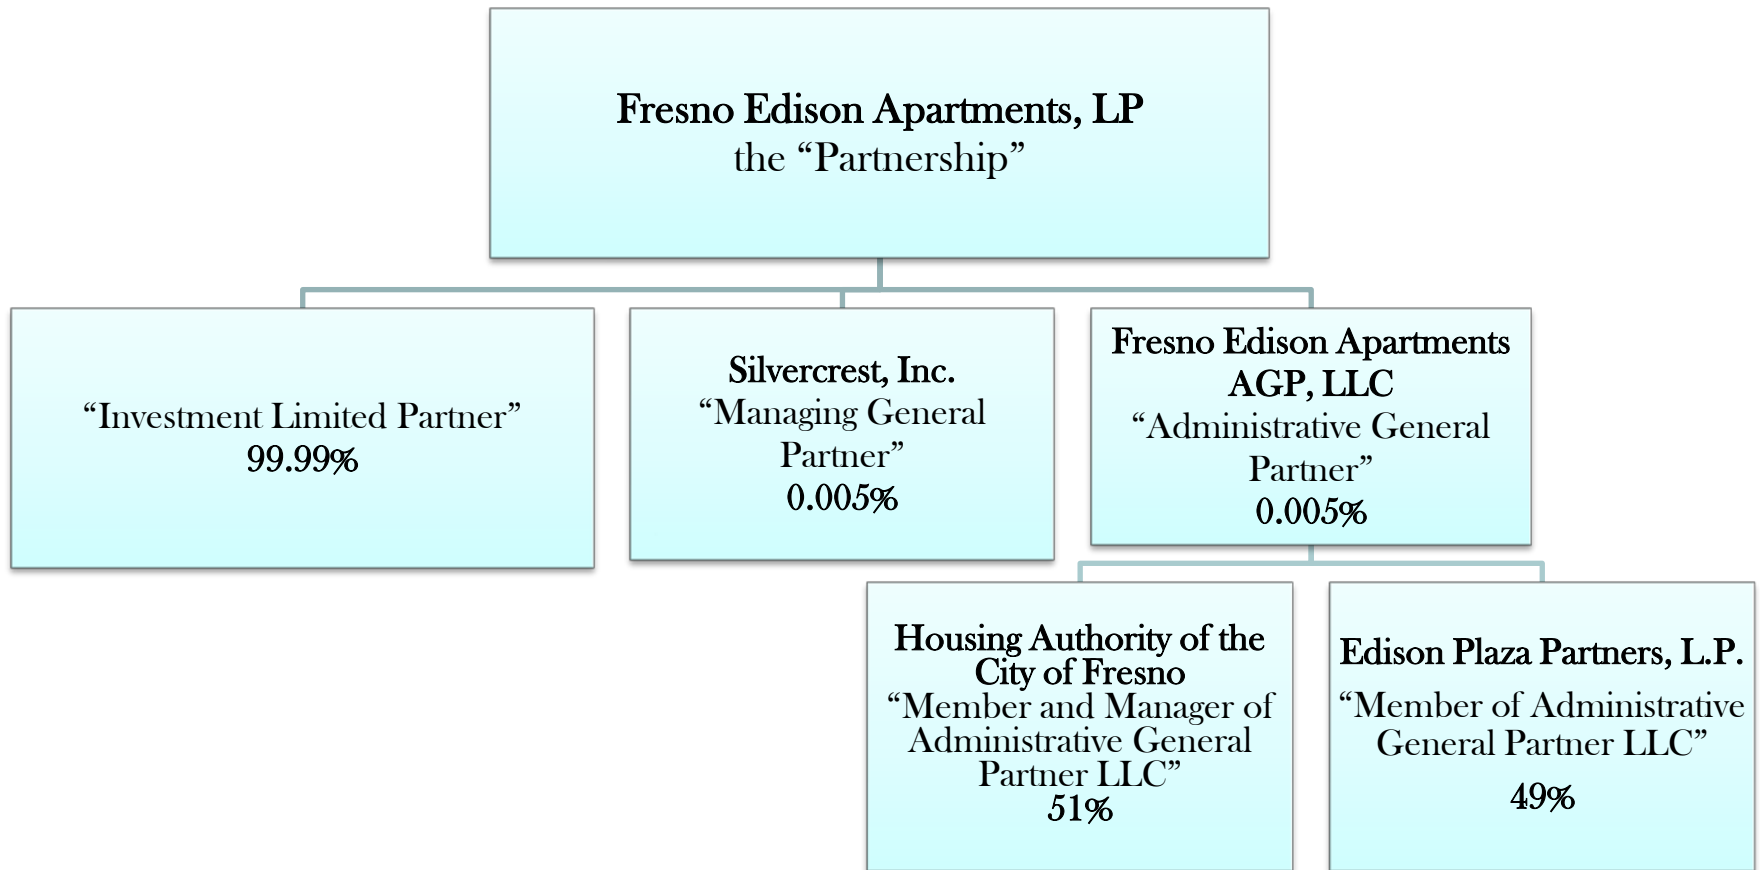 Fresno Edison Apartments, LP
the “Partnership”
“Investment Limited Partner”
99.99%
Silvercrest, Inc.
“Managing General
Partner”
0.005%
Fresno Edison Apartments
AGP, LLC
“Administrative General
Partner”
0.005%
Housing Authority of the
City of Fresno
“Member and Manager of
Administrative General
Partner LLC”
51%
Edison Plaza Partners, L.P.
“Member of Administrative
General Partner LLC”
49%